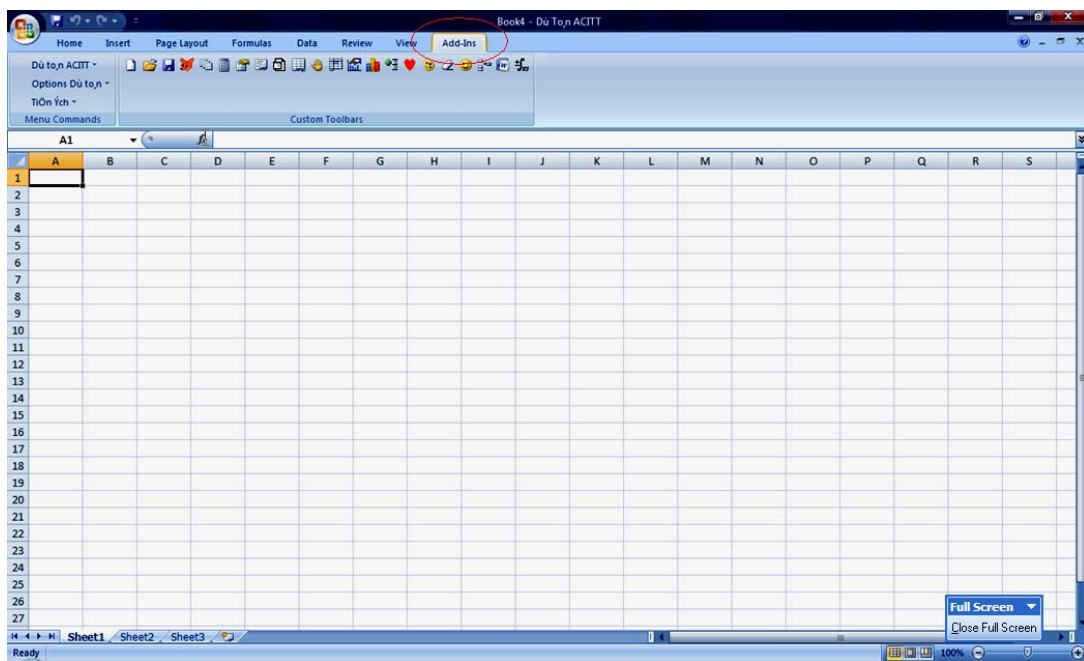 Book4 - Dù To¸n ACITT
Home Insert Page Layout Formulas Data Review View Add-Ins
Dù to¸n ACITT
Options Dù to¸n
TiÖn Ých
Menu Commands Custom Toolbars
A1 fx
A B C D E F G H I J K L M N O P Q R S
1
2
3
4
5
6
7
8
9
10
11
12
13
14
15
16
17
18
19
20
21
22
23
24
25
26
27
Full Screen
Close Full Screen
Sheet1 Sheet2 Sheet3
Ready 100%